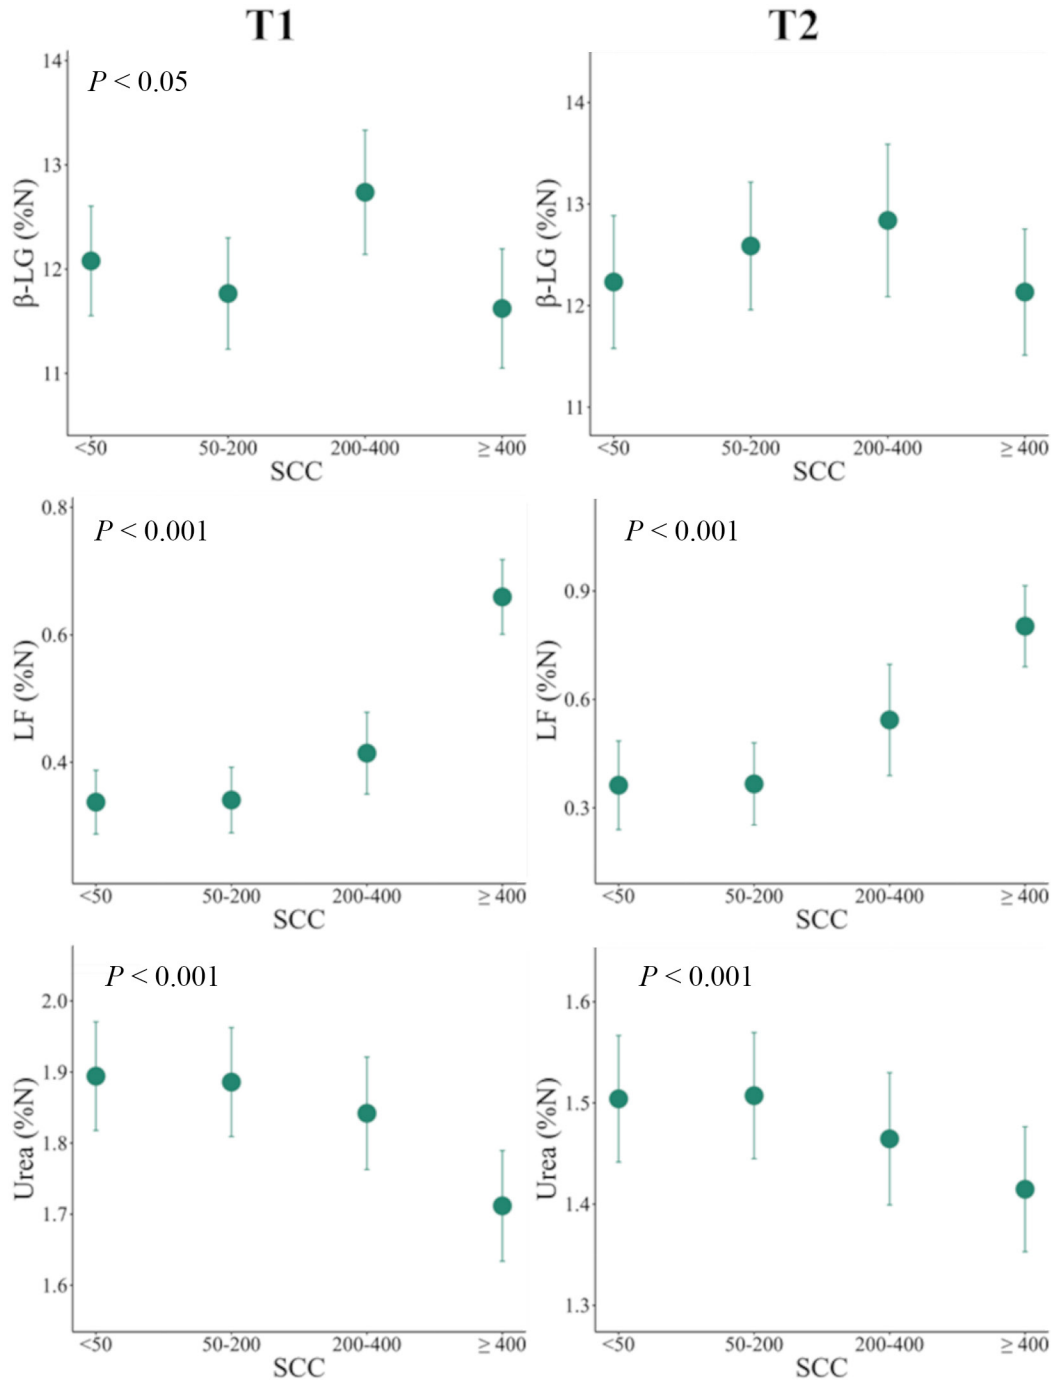 T1
T2
P < 0.05
β-LG (%N)
14
13
12
11
<50
50-200
200-400
≥400
SCC
β-LG (%N)
14
13
12
11
<50
50-200
200-400
≥400
SCC
P < 0.001
LF (%N)
0.8
0.6
0.4
<50
50-200
200-400
≥400
SCC
P < 0.001
LF (%N)
0.9
0.6
0.3
<50
50-200
200-400
≥400
SCC
P < 0.001
Urea (%N)
2.0
1.9
1.8
1.7
1.6
<50
50-200
200-400
≥400
SCC
P < 0.001
Urea (%N)
1.6
1.5
1.4
1.3
<50
50-200
200-400
≥400
SCC